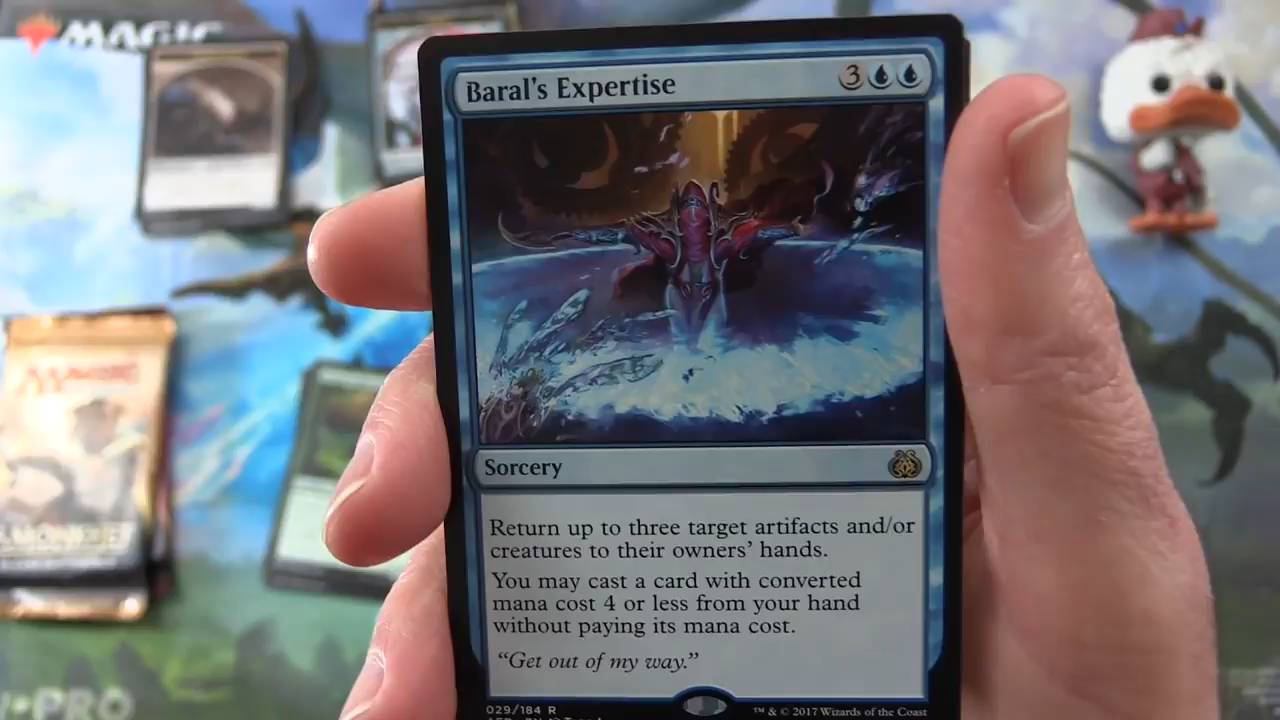 MAGIC
Baral's Expertise 3
MAGIC
Sorcery
Return up to three target artifacts and/or
creatures to their owners' hands.
You may cast a card with converted
mana cost 4 or less from your hand
without paying its mana cost.
"Get out of my way."
029/184 R
™ & © 2017 Wizards of the Coast
PRO